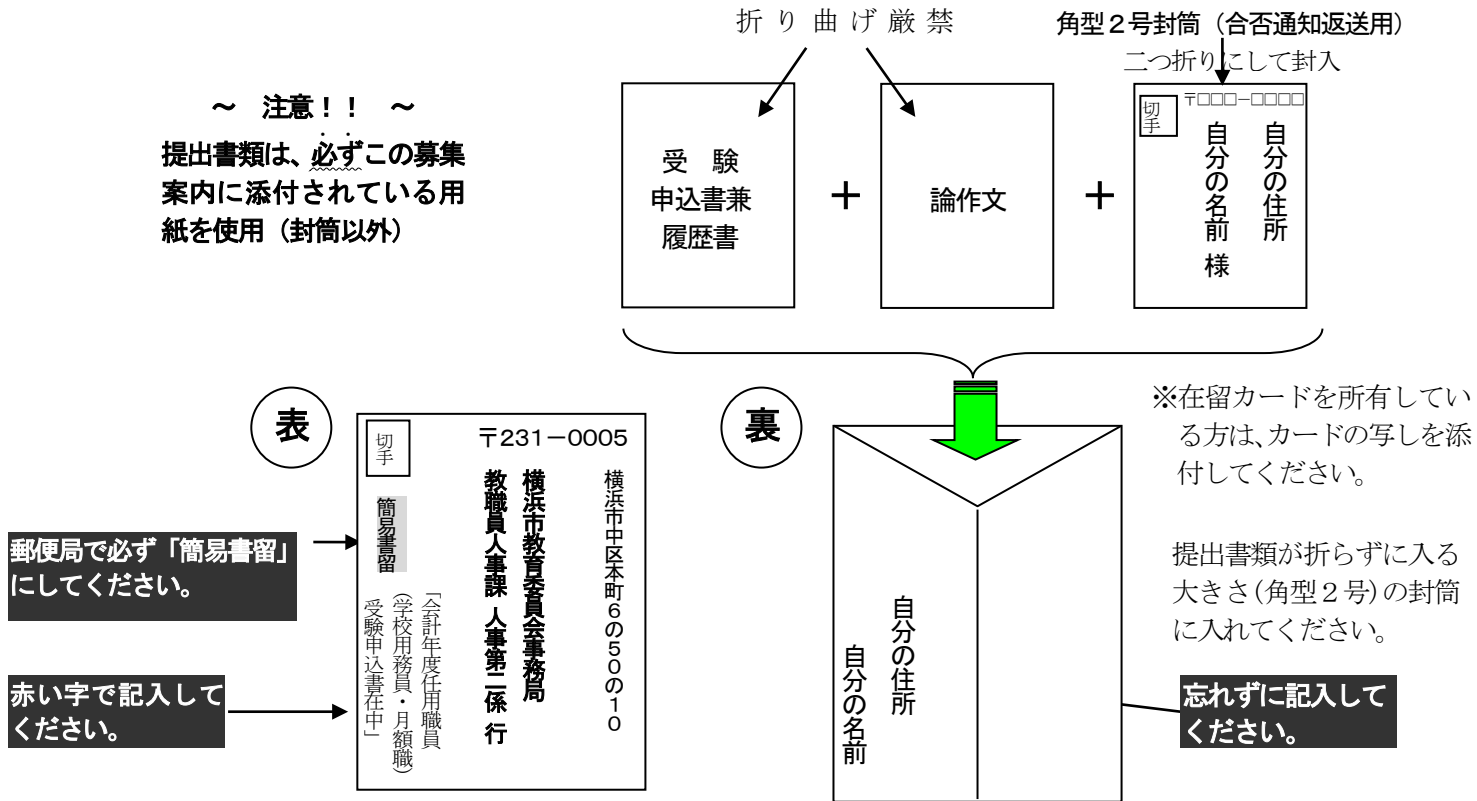 折り曲げ厳禁
角型２号封筒（合否通知返送用）
二つ折りにして封入
～　注意！！　～
提出書類は、必ずこの募集
案内に添付されている用
紙を使用（封筒以外）
受　験
申込書兼
履歴書
＋
論作文
＋
切手
〒□□□－□□□□
自分の住所
自分の名前 様
表
切手
〒231－0005
横浜市中区本町６の５０の１０
横浜市教育委員会事務局
教職員人事課 人事第二係 行
簡易書留
「会計年度任用職員
（学校用務員・月額職）
受験申込書在中」
郵便局で必ず「簡易書留」
にしてください。
赤い字で記入して
ください。
裏
自分の住所
自分の名前
※在留カードを所有してい
る方は、カードの写しを添
付してください。
提出書類が折らずに入る
大きさ(角型２号)の封筒
に入れてください。
忘れずに記入して
ください。